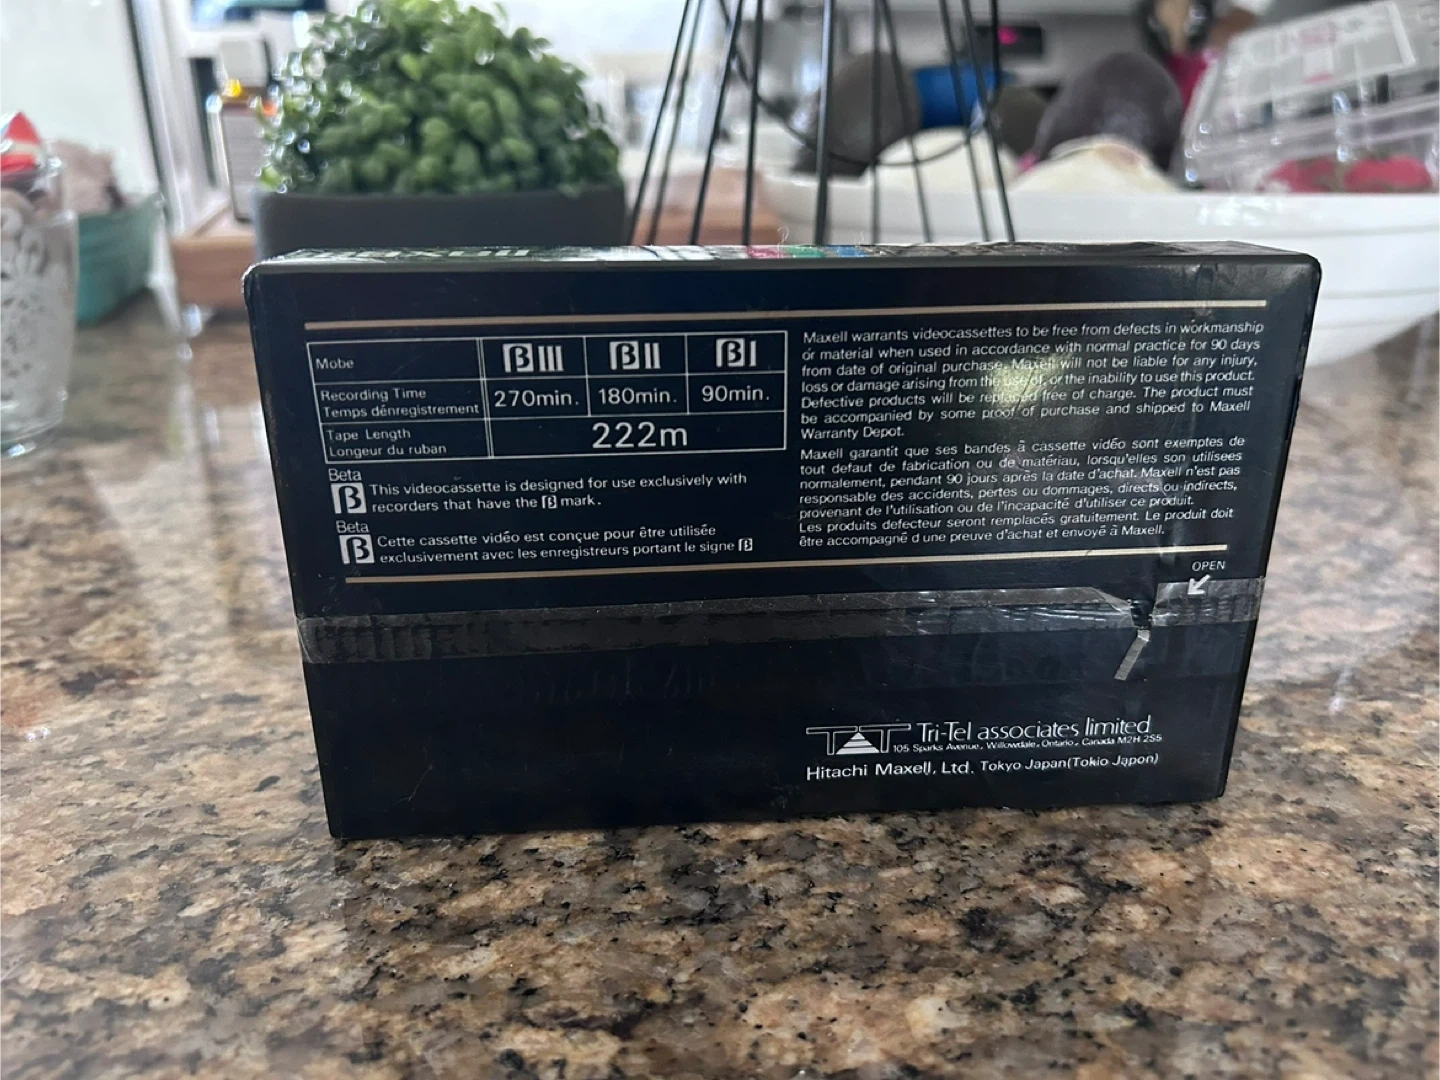 maxell
Mobe βIII βII βI
Recording Time
Temps dénregistrement 270min. 180min. 90min.
Tape Length
Longeur du ruban 222m
Beta
β This videocassette is designed for use exclusively with
recorders that have the β mark.
Beta
β Cette cassette vidéo est conçue pour être utilisée
exclusivement avec les enregistreurs portant le signe β
Maxell warrants videocassettes to be free from defects in workmanship
or material when used in accordance with normal practice for 90 days
from date of original purchase. Maxell will not be liable for any injury,
loss or damage arising from the use of, or the inability to use this product.
Defective products will be replaced free of charge. The product must
be accompanied by some proof of purchase and shipped to Maxell
Warranty Depot.
Maxell garantit que ses bandes à cassette vidéo sont exemptes de
tout defaut de fabrication ou de matériau, lorsqu'elles son utilisees
normalement, pendant 90 jours après la date d'achat. Maxell n'est pas
responsable des accidents, pertes ou dommages, directs ou indirects,
provenant de l'utilisation ou de l'incapacité d'utiliser ce produit.
Les produits defecteur seront remplacés gratuitement. Le produit doit
être accompagné d une preuve d'achat et envoyé à Maxell.
OPEN
TAT Tri-Tel associates limited
105 Sparks Avenue, Willowdale, Ontario, Canada M2H 2S5
Hitachi Maxell, Ltd. Tokyo Japan(Tokio Japon)